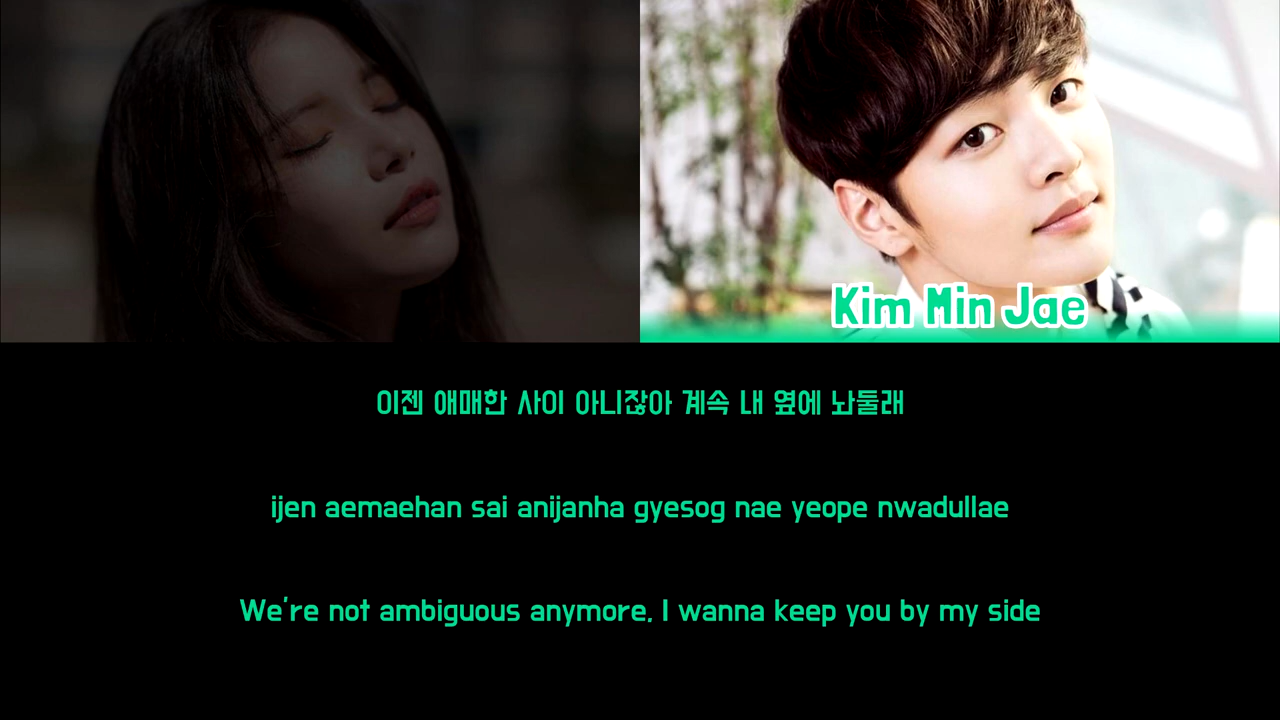 Kim Min Jae
이젠 애매한 사이 아니잖아 계속 내 옆에 놔둘래
ijen aemaehan sai anijanha gyesog nae yeope nwadullae
We're not ambiguous anymore, I wanna keep you by my side